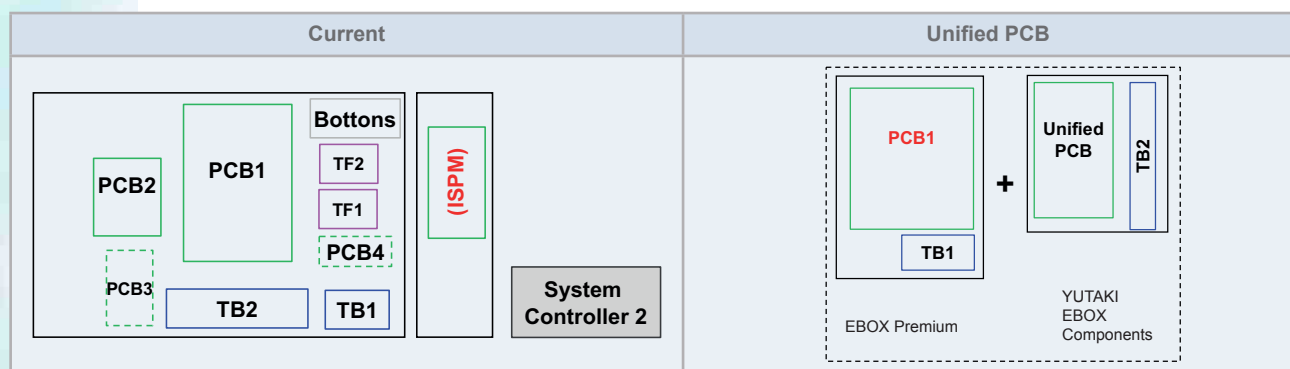 Current
Unified PCB
Bottons
TF2
TF1
PCB1
PCB2
PCB4
PCB3
TB2
TB1
(ISPM)
System
Controller 2
PCB1
TB1
EBOX Premium
+
Unified
PCB
TB2
YUTAKI
EBOX
Components